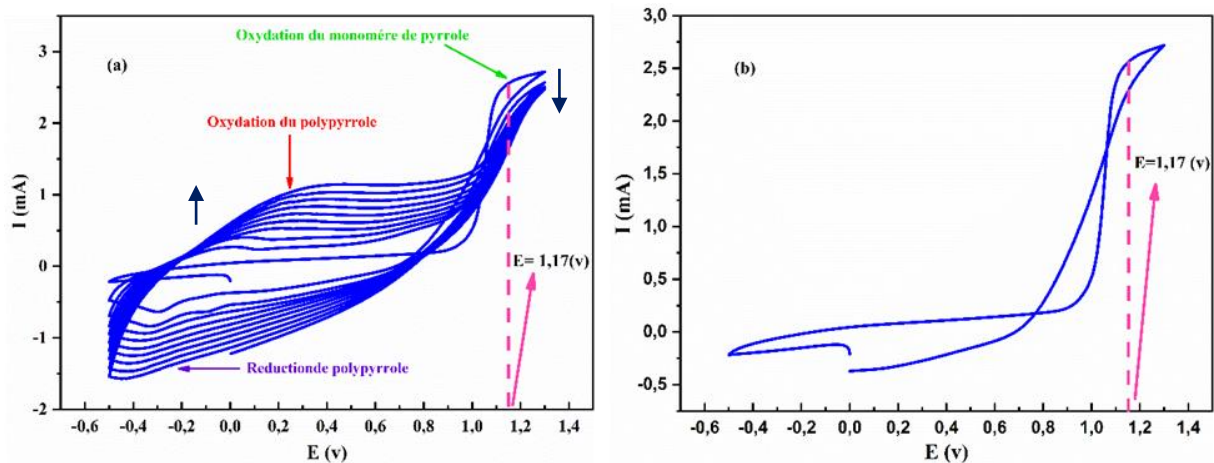 (a)
Oxydation du monomére de pyrrole
Oxydation du polypyrrole
E= 1,17(v)
Reductionde polypyrrole
I (mA)
3
2
1
0
-1
-2
-0,6 -0,4 -0,2 0,0 0,2 0,4 0,6 0,8 1,0 1,2 1,4
E (v)
(b)
E=1,17 (v)
I (mA)
3,0
2,5
2,0
1,5
1,0
0,5
0,0
-0,5
-0,6 -0,4 -0,2 0,0 0,2 0,4 0,6 0,8 1,0 1,2 1,4
E (v)